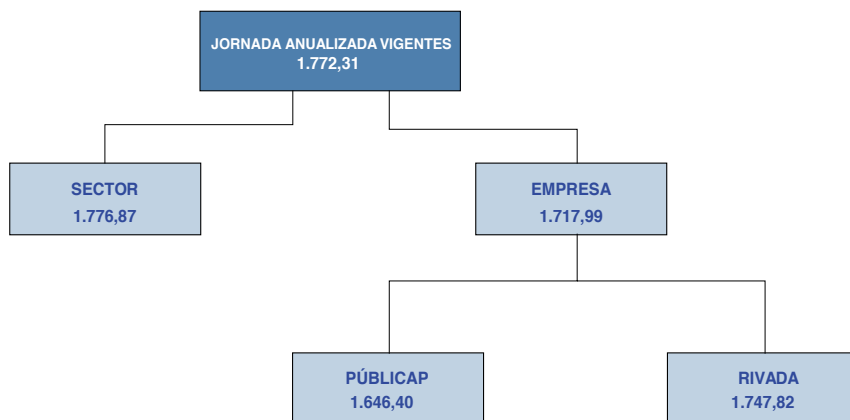 JORNADA ANUALIZADA VIGENTES
1.772,31
SECTOR
1.776,87
EMPRESA
1.717,99
PÚBLICAP
1.646,40
RIVADA
1.747,82